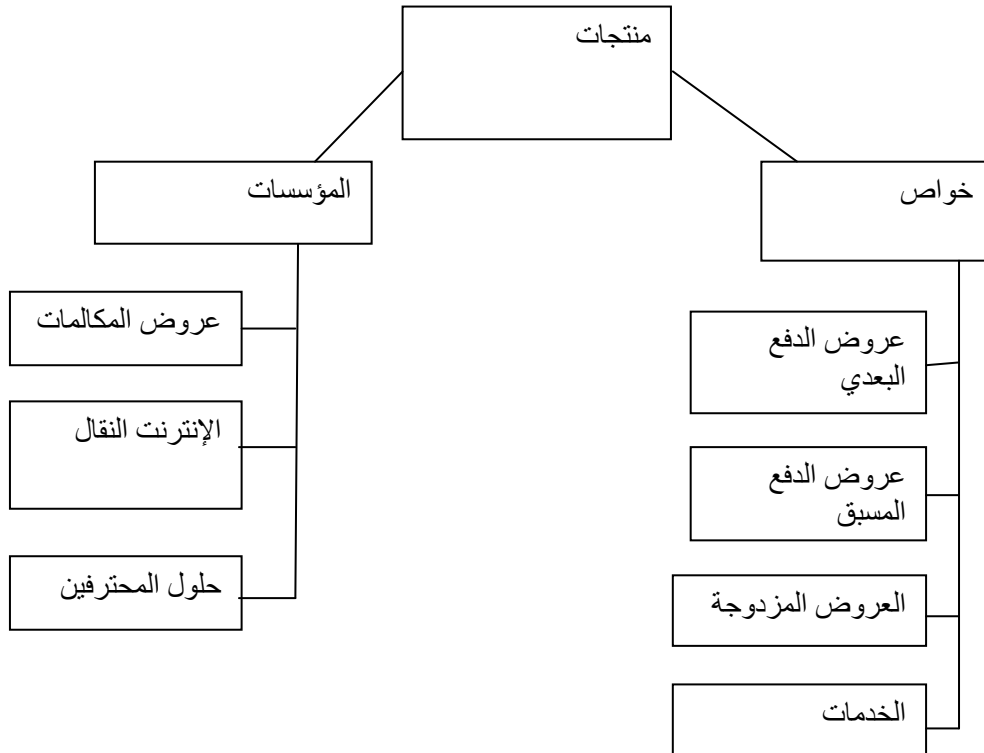 منتجات
خواص
المؤسسات
عروض الدفع
البعدي
عروض الدفع
المسبق
العروض المزدوجة
الخدمات
عروض المكالمات
الإنترنت النقال
حلول المحترفين